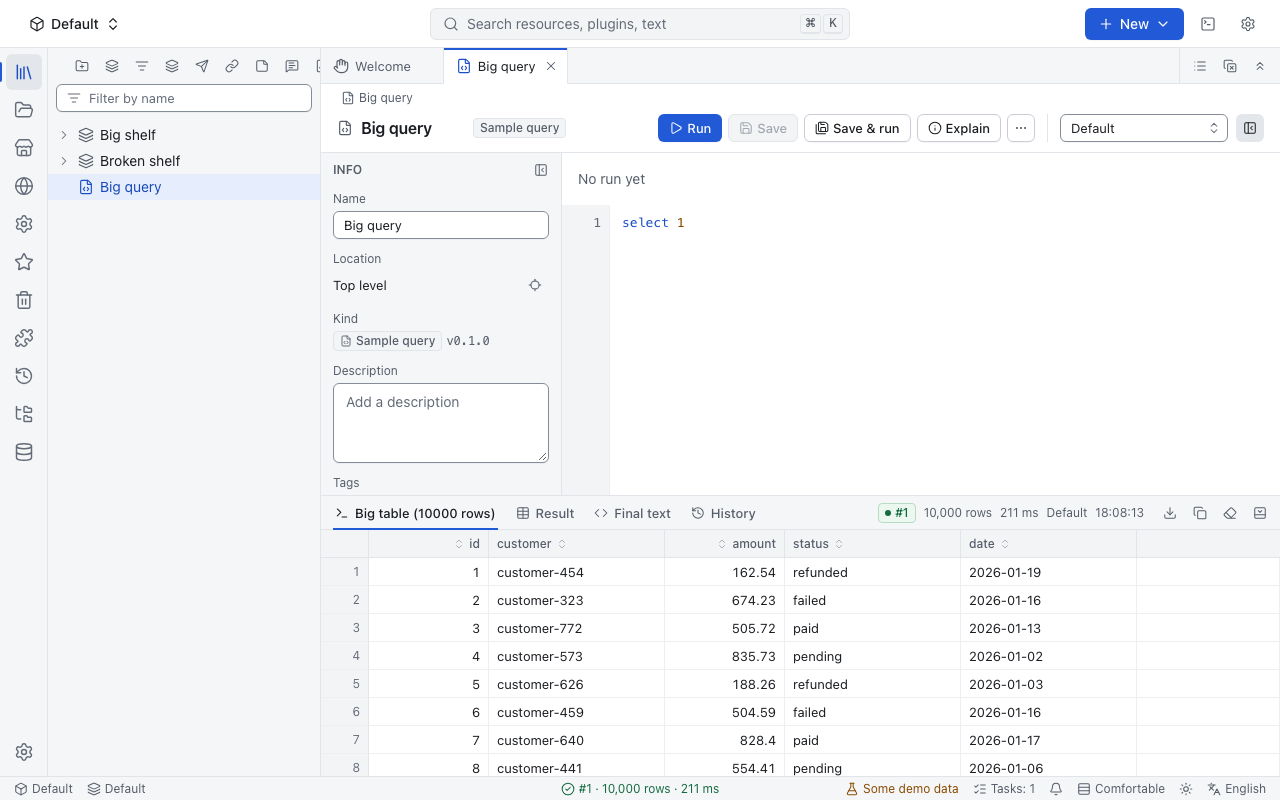 Default
Search resources, plugins, text
⌘ K
New
Welcome
Big query
Filter by name
Big shelf
Broken shelf
Big query
Big query
Big query
Sample query
Run
Save
Save & run
Explain
Default
INFO
Name
Big query
Location
Top level
Kind
Sample query v0.1.0
Description
Add a description
Tags
No run yet
1 select 1
Big table (10000 rows)
Result
Final text
History
#1 10,000 rows 211 ms Default 18:08:13
id customer amount status date
1 1 customer-454 162.54 refunded 2026-01-19
2 2 customer-323 674.23 failed 2026-01-16
3 3 customer-772 505.72 paid 2026-01-13
4 4 customer-573 835.73 pending 2026-01-02
5 5 customer-626 188.26 refunded 2026-01-03
6 6 customer-459 504.59 failed 2026-01-16
7 7 customer-640 828.4 paid 2026-01-17
8 8 customer-441 554.41 pending 2026-01-06
Default
Default
#1 · 10,000 rows · 211 ms
Some demo data
Tasks: 1
Comfortable
English